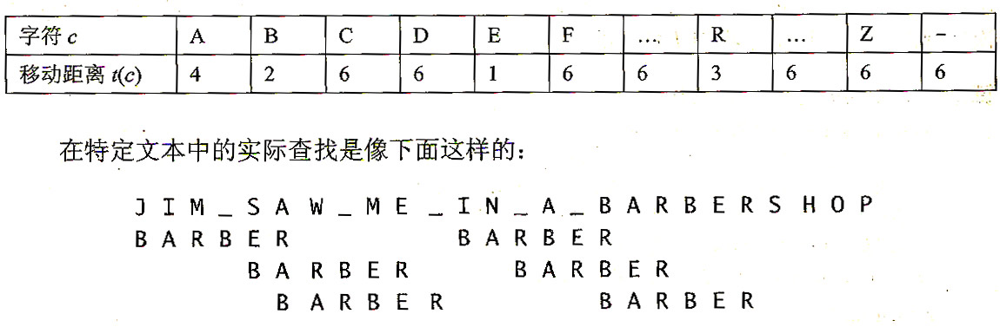 字符 c A B C D E F … R … Z –
移动距离 t(c) 4 2 6 6 1 6 6 3 6 6 6
在特定文本中的实际查找是像下面这样的：
J I M _ S A W _ M E _ I N _ A _ B A R B E R S H O P
B A R B E R B A R B E R
B A R B E R B A R B E R
B A R B E R B A R B E R